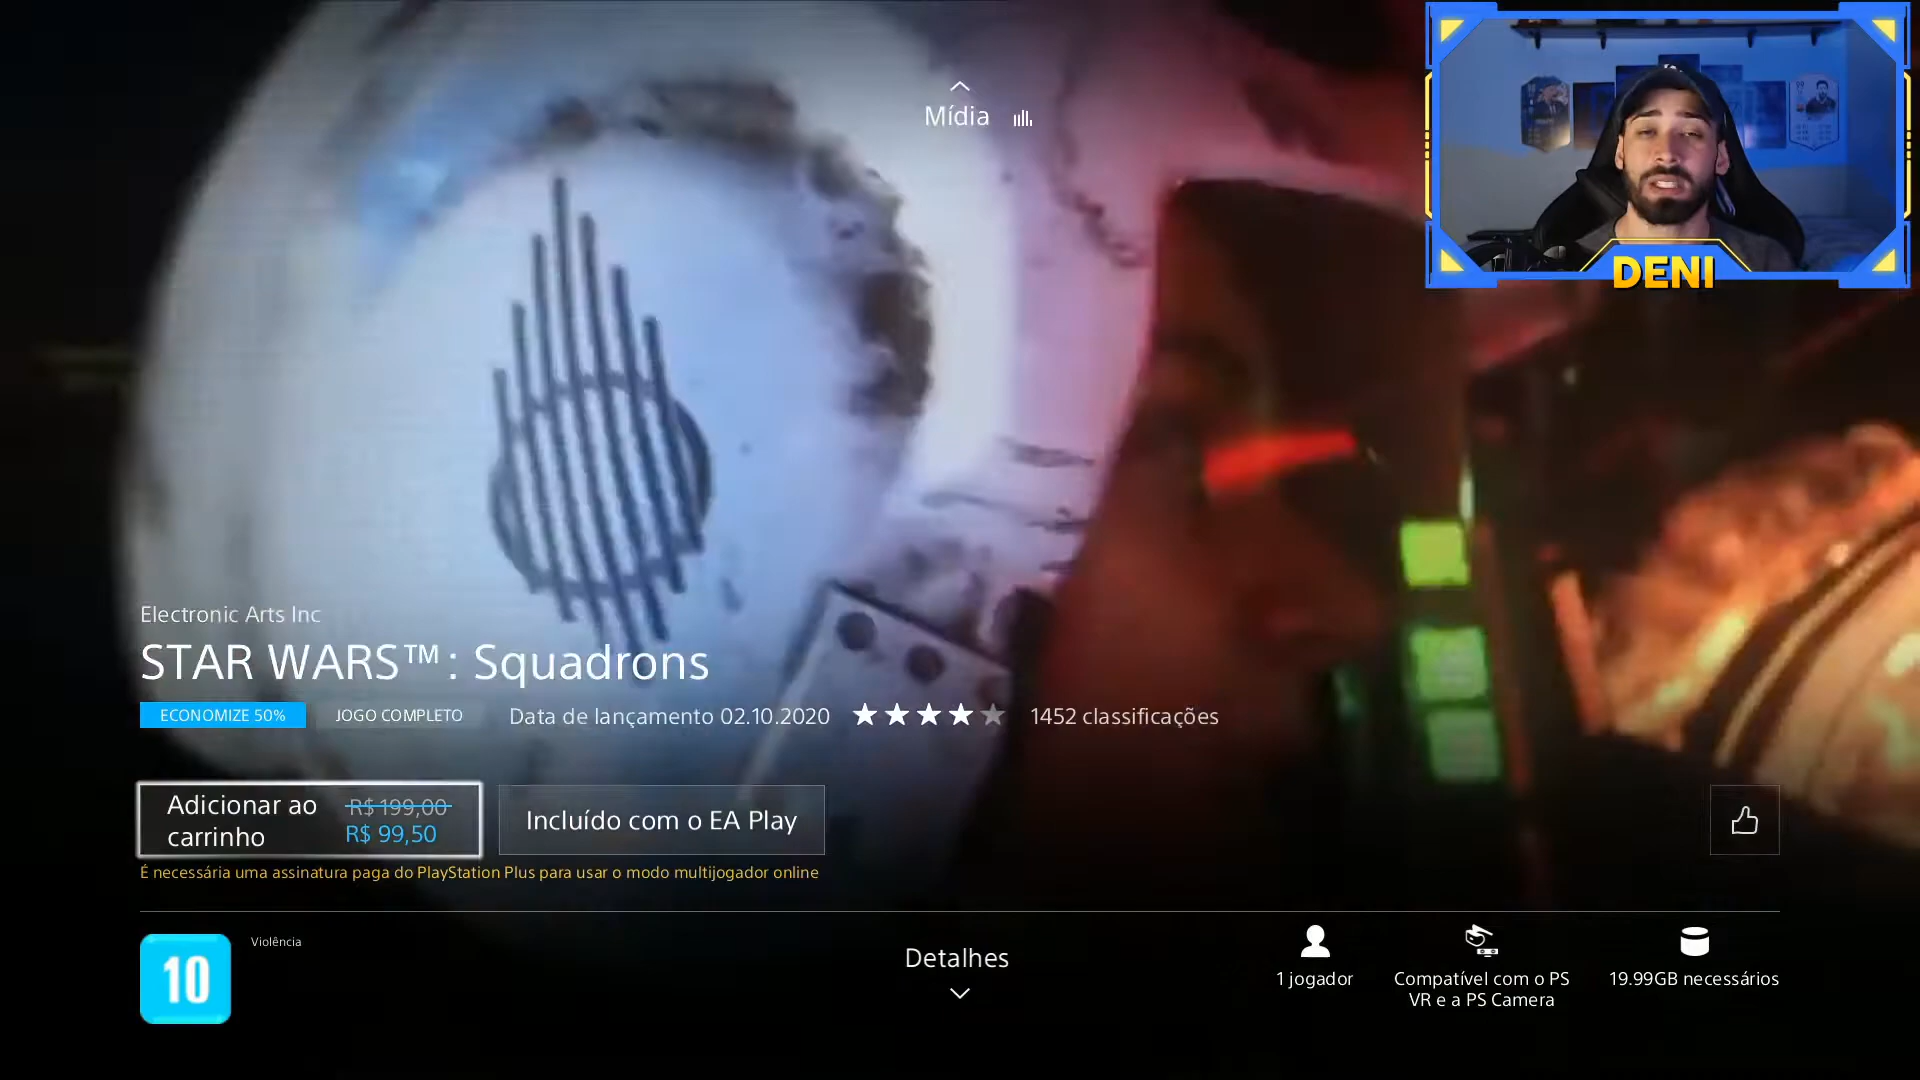 Mídia
DENI
Electronic Arts Inc
STAR WARS™: Squadrons
ECONOMIZE 50%
JOGO COMPLETO
Data de lançamento 02.10.2020
1452 classificações
Adicionar ao
carrinho
R$ 199,00
R$ 99,50
Incluído com o EA Play
É necessária uma assinatura paga do PlayStation Plus para usar o modo multijogador online
10
Violência
Detalhes
1 jogador
Compatível com o PS
VR e a PS Camera
19.99GB necessários